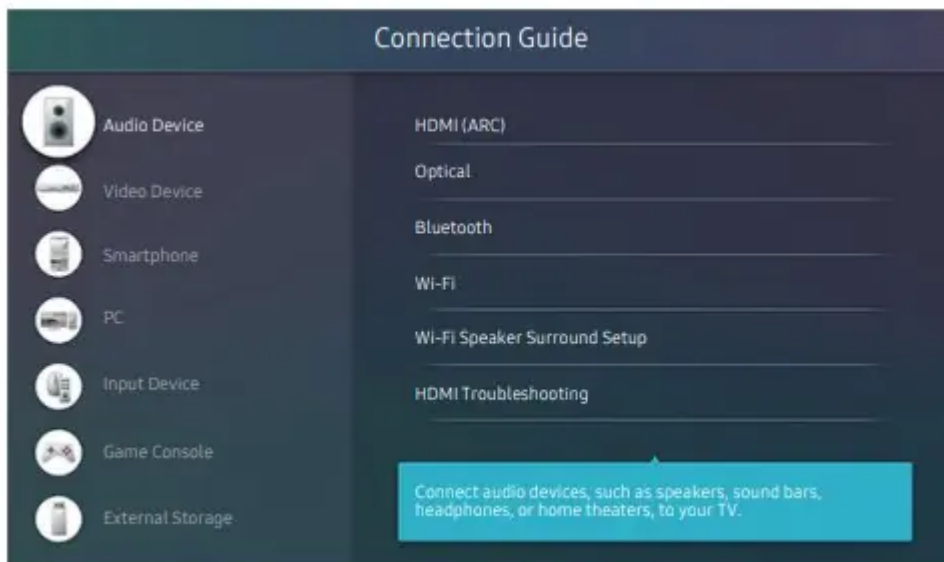 Connection Guide
Audio Device
Video Device
Smartphone
PC
Input Device
Game Console
External Storage
HDMI (ARC)
Optical
Bluetooth
Wi-Fi
Wi-Fi Speaker Surround Setup
HDMI Troubleshooting
Connect audio devices, such as speakers, sound bars,
headphones, or home theaters, to your TV.